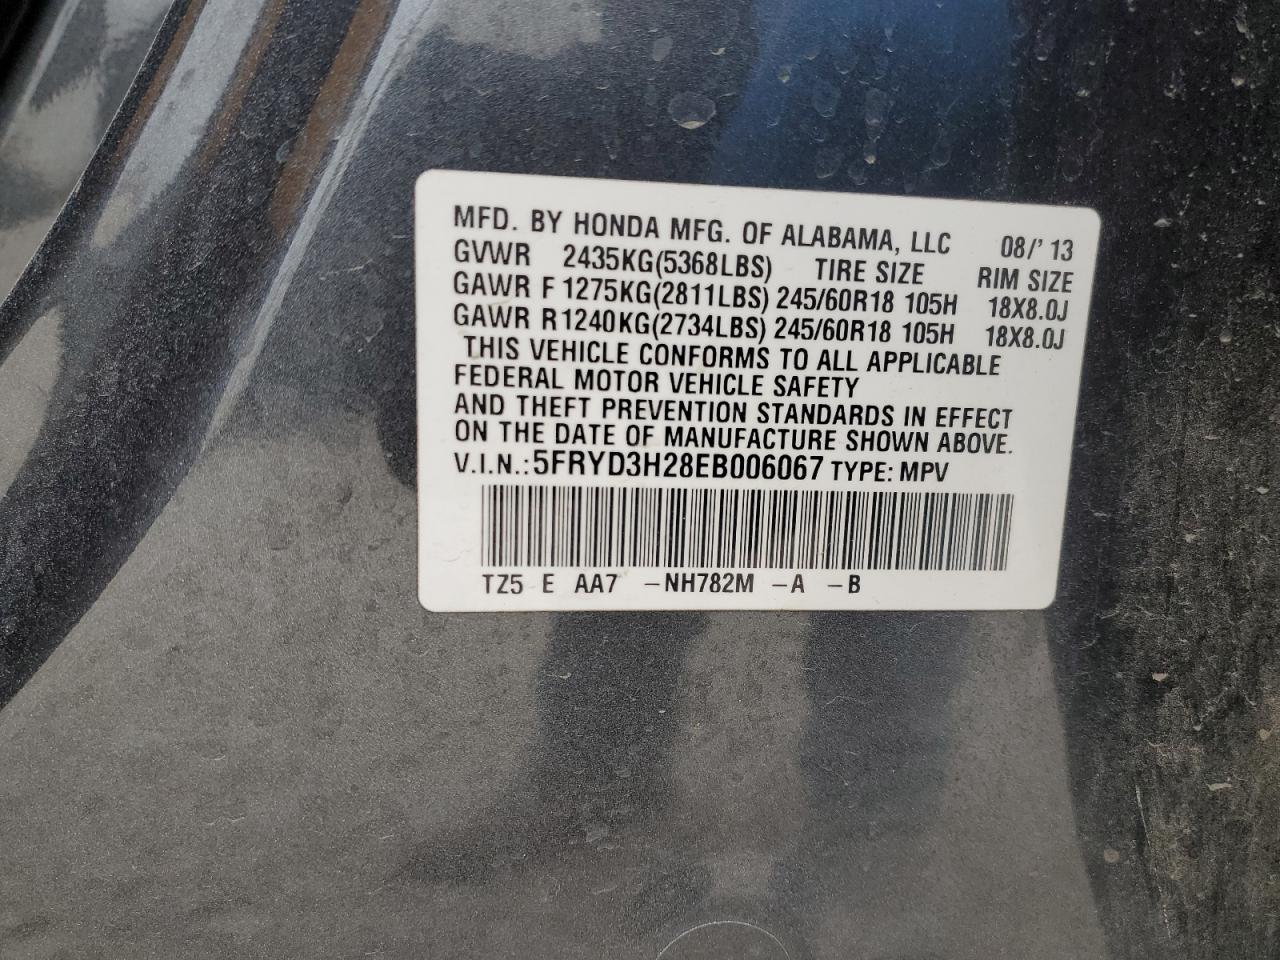 MFD. BY HONDA MFG. OF ALABAMA, LLC 08/' 13
GVWR 2435KG(5368LBS) TIRE SIZE RIM SIZE
GAWR F 1275KG(2811LBS) 245/60R18 105H 18X8.0J
GAWR R1240KG(2734LBS) 245/60R18 105H 18X8.0J
THIS VEHICLE CONFORMS TO ALL APPLICABLE
FEDERAL MOTOR VEHICLE SAFETY
AND THEFT PREVENTION STANDARDS IN EFFECT
ON THE DATE OF MANUFACTURE SHOWN ABOVE.
V.I.N.:5FRYD3H28EB006067 TYPE: MPV
TZ5 E AA7 -NH782M -A -B